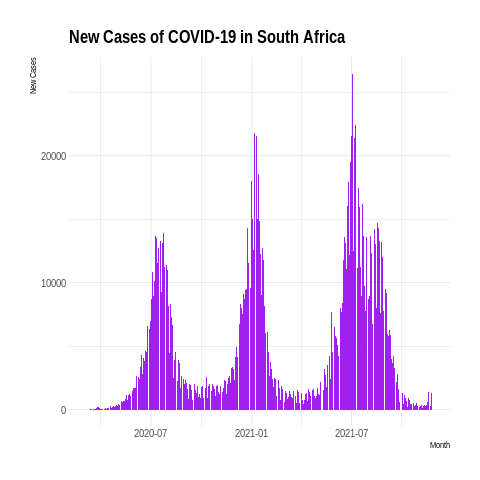 New Cases of COVID-19 in South Africa
New Cases
20000
10000
0
2020-07 2021-01 2021-07
Month